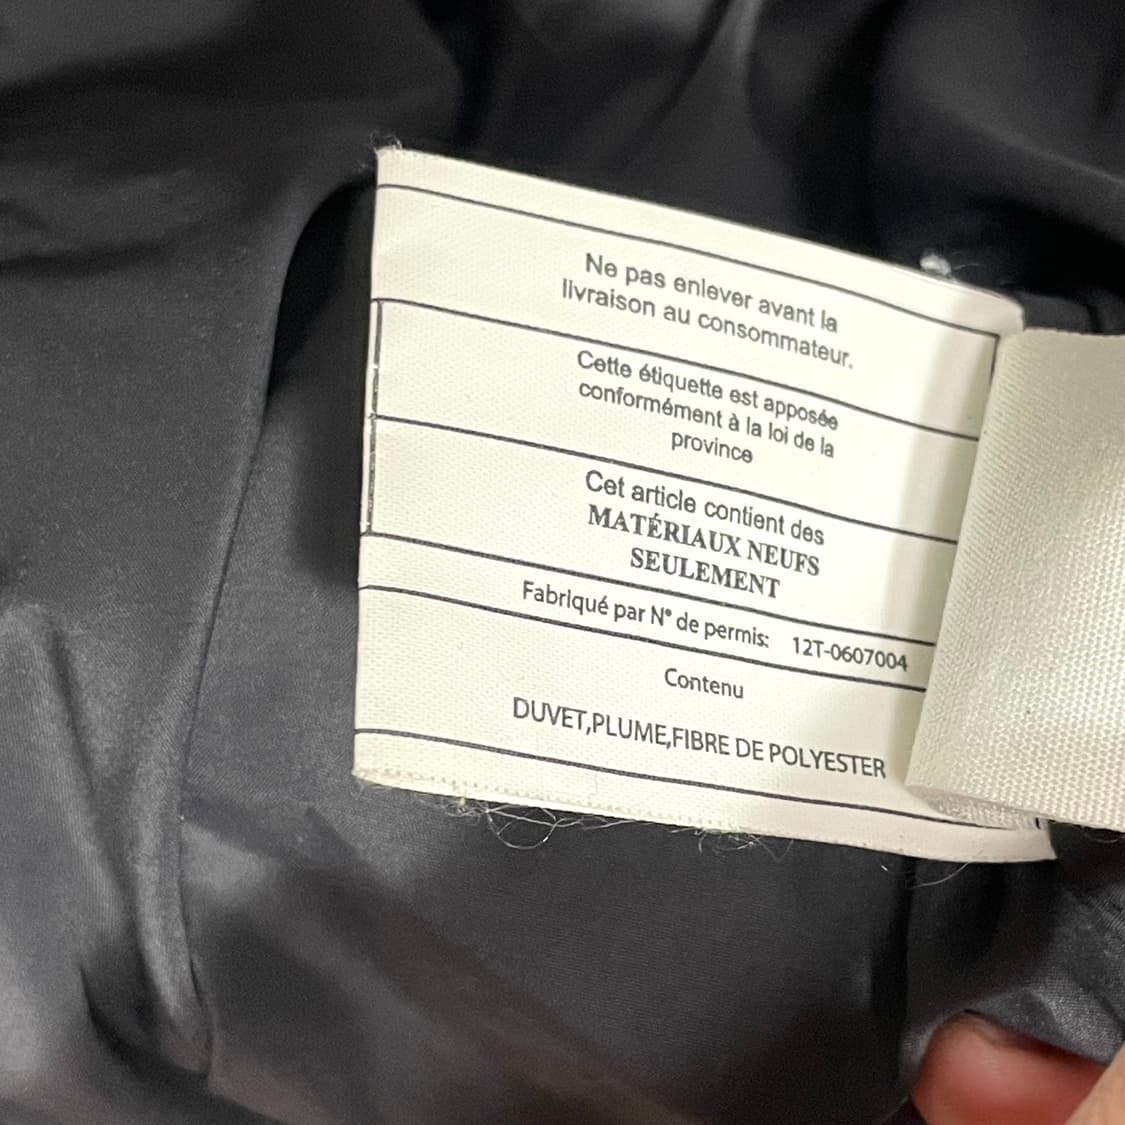 Ne pas enlever avant la
livraison au consommateur.
Cette étiquette est apposée
conformément à la loi de la
province
Cet article contient des
MATÉRIAUX NEUFS
SEULEMENT
Fabriqué par N° de permis: 12T-0607004
Contenu
DUVET,PLUME,FIBRE DE POLYESTER